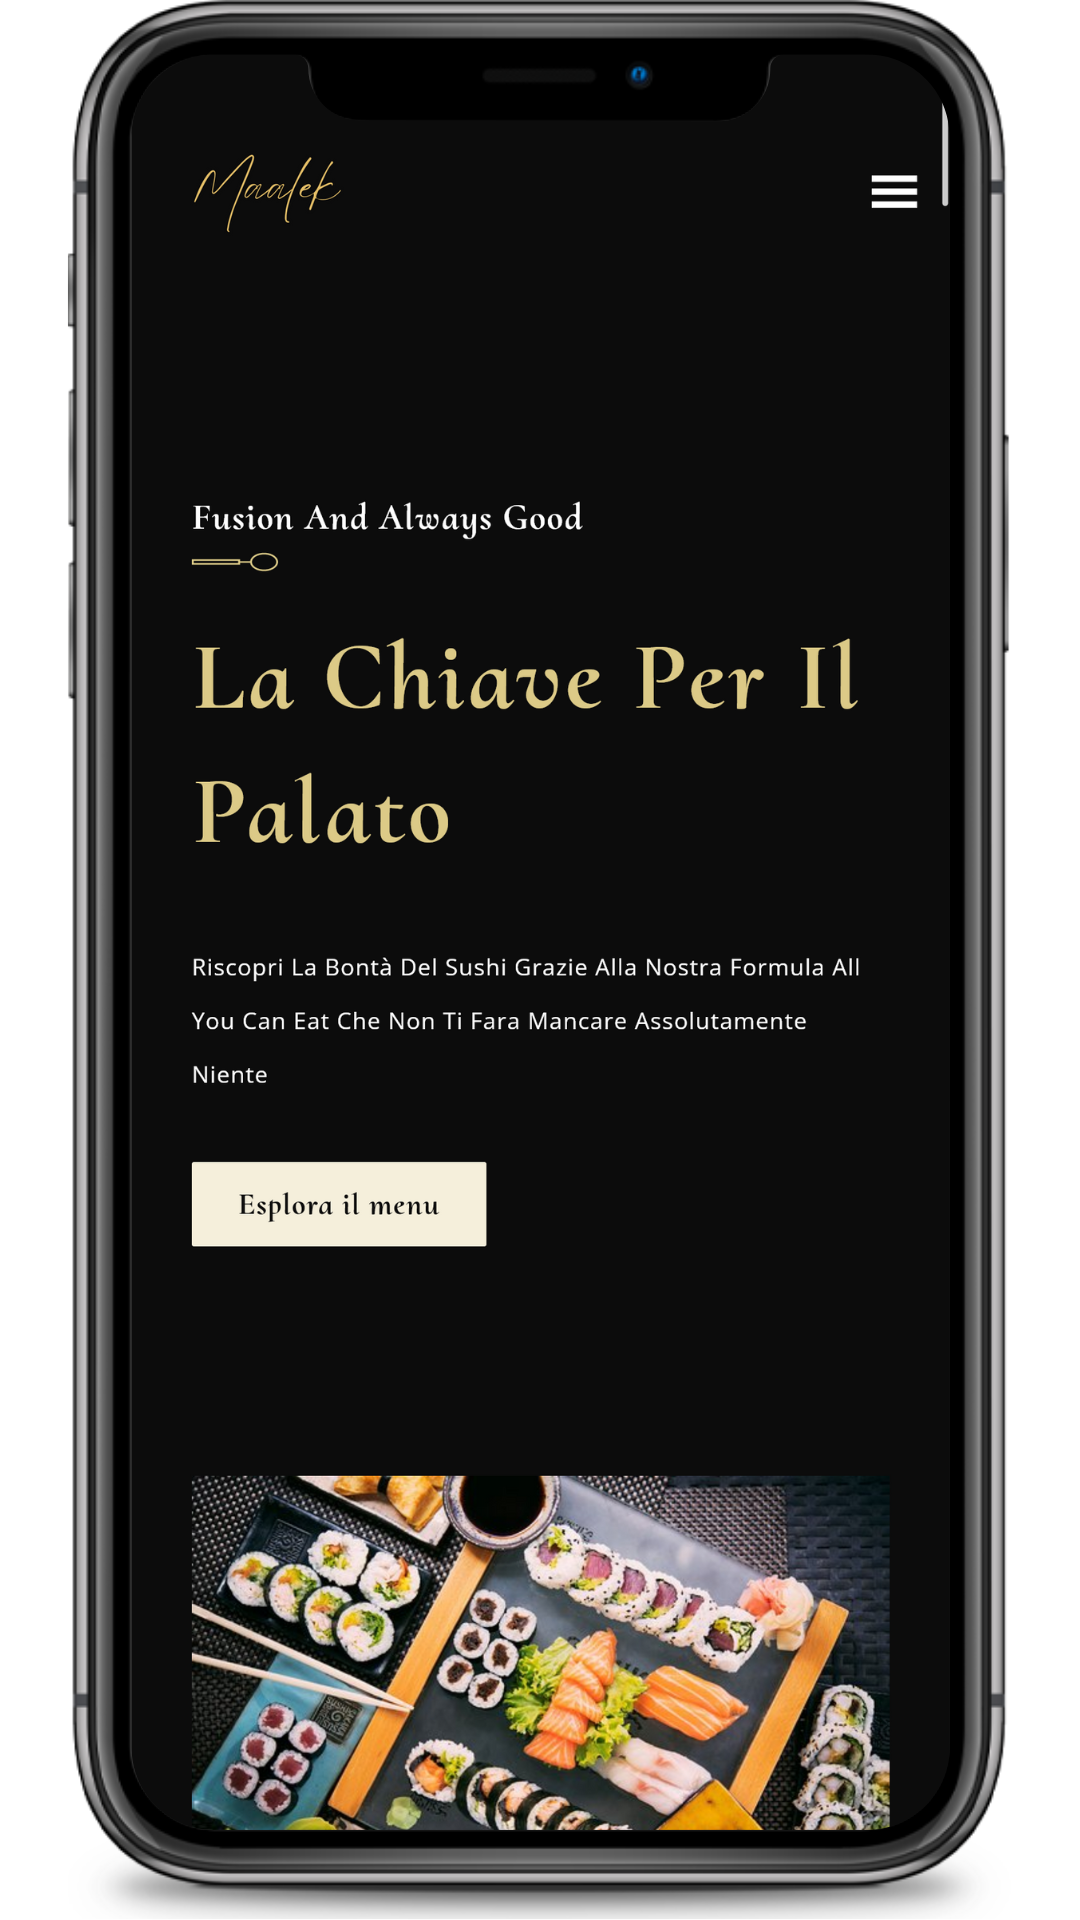 Maalek
Fusion And Always Good
La Chiave Per Il
Palato
Riscopri La Bontà Del Sushi Grazie Alla Nostra Formula All
You Can Eat Che Non Ti Fara Mancare Assolutamente
Niente
Esplora il menu